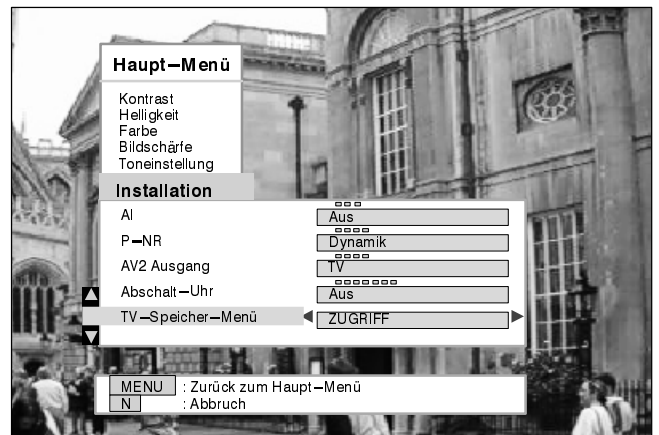 Haupt–Menü
Kontrast
Helligkeit
Farbe
Bildschärfe
Toneinstellung
Installation
AI Aus
P–NR Dynamik
AV2 Ausgang TV
Abschalt–Uhr Aus
TV–Speicher–Menü ZUGRIFF
MENU : Zurück zum Haupt–Menü
N : Abbruch